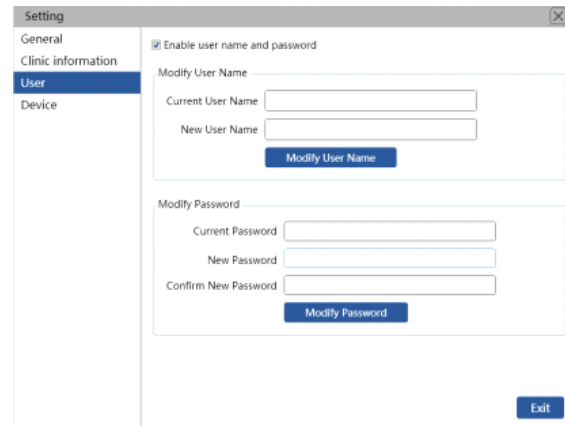 Setting
General
Clinic information
User
Device
Enable user name and password
Modify User Name
Current User Name
New User Name
Modify User Name
Modify Password
Current Password
New Password
Confirm New Password
Modify Password
Exit